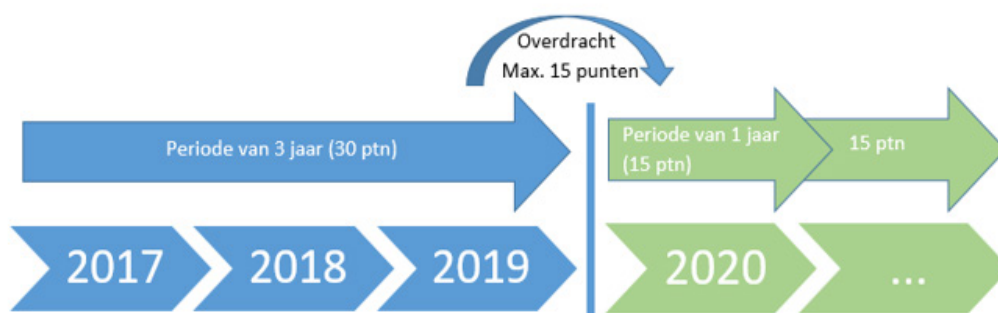 Overdracht
Max. 15 punten
Periode van 3 jaar (30 ptn)
Periode van 1 jaar
(15 ptn)
15 ptn
2017
2018
2019
2020
...